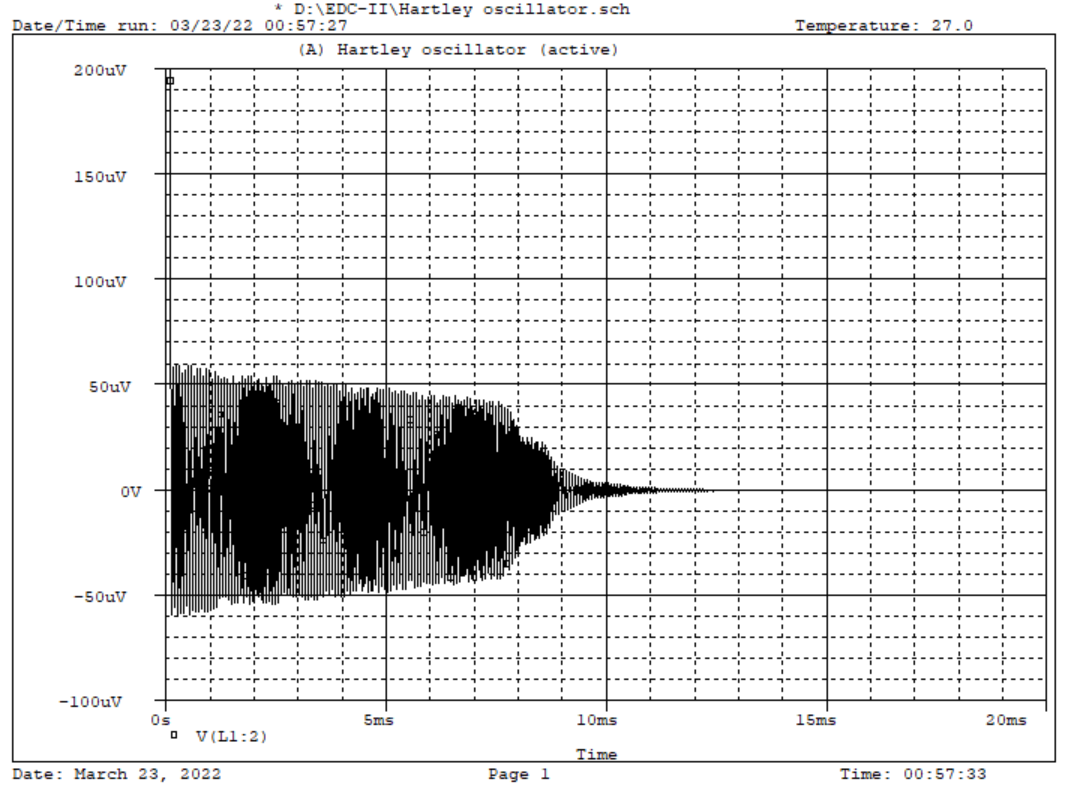 * D:\EDC-II\Hartley oscillator.sch
Date/Time run: 03/23/22 00:57:27 Temperature: 27.0
(A) Hartley oscillator (active)
200uV
150uV
100uV
50uV
0V
-50uV
-100uV
0s 5ms 10ms 15ms 20ms
V(L1:2)
Time
Date: March 23, 2022 Page 1 Time: 00:57:33